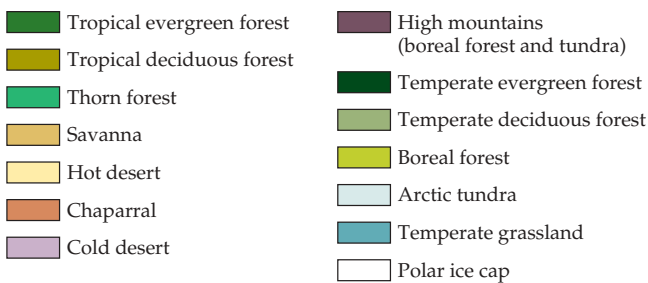 Tropical evergreen forest
Tropical deciduous forest
Thorn forest
Savanna
Hot desert
Chaparral
Cold desert
High mountains
(boreal forest and tundra)
Temperate evergreen forest
Temperate deciduous forest
Boreal forest
Arctic tundra
Temperate grassland
Polar ice cap